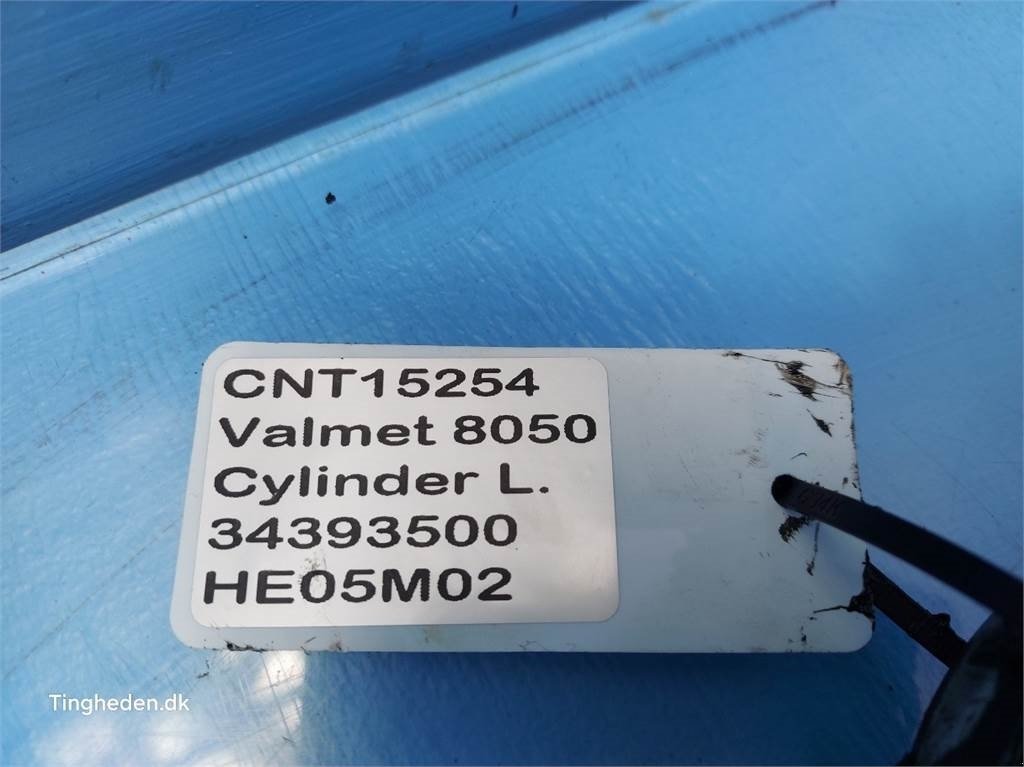 CNT15254
Valmet 8050
Cylinder L.
34393500
HE05M02
Tingheden.dk